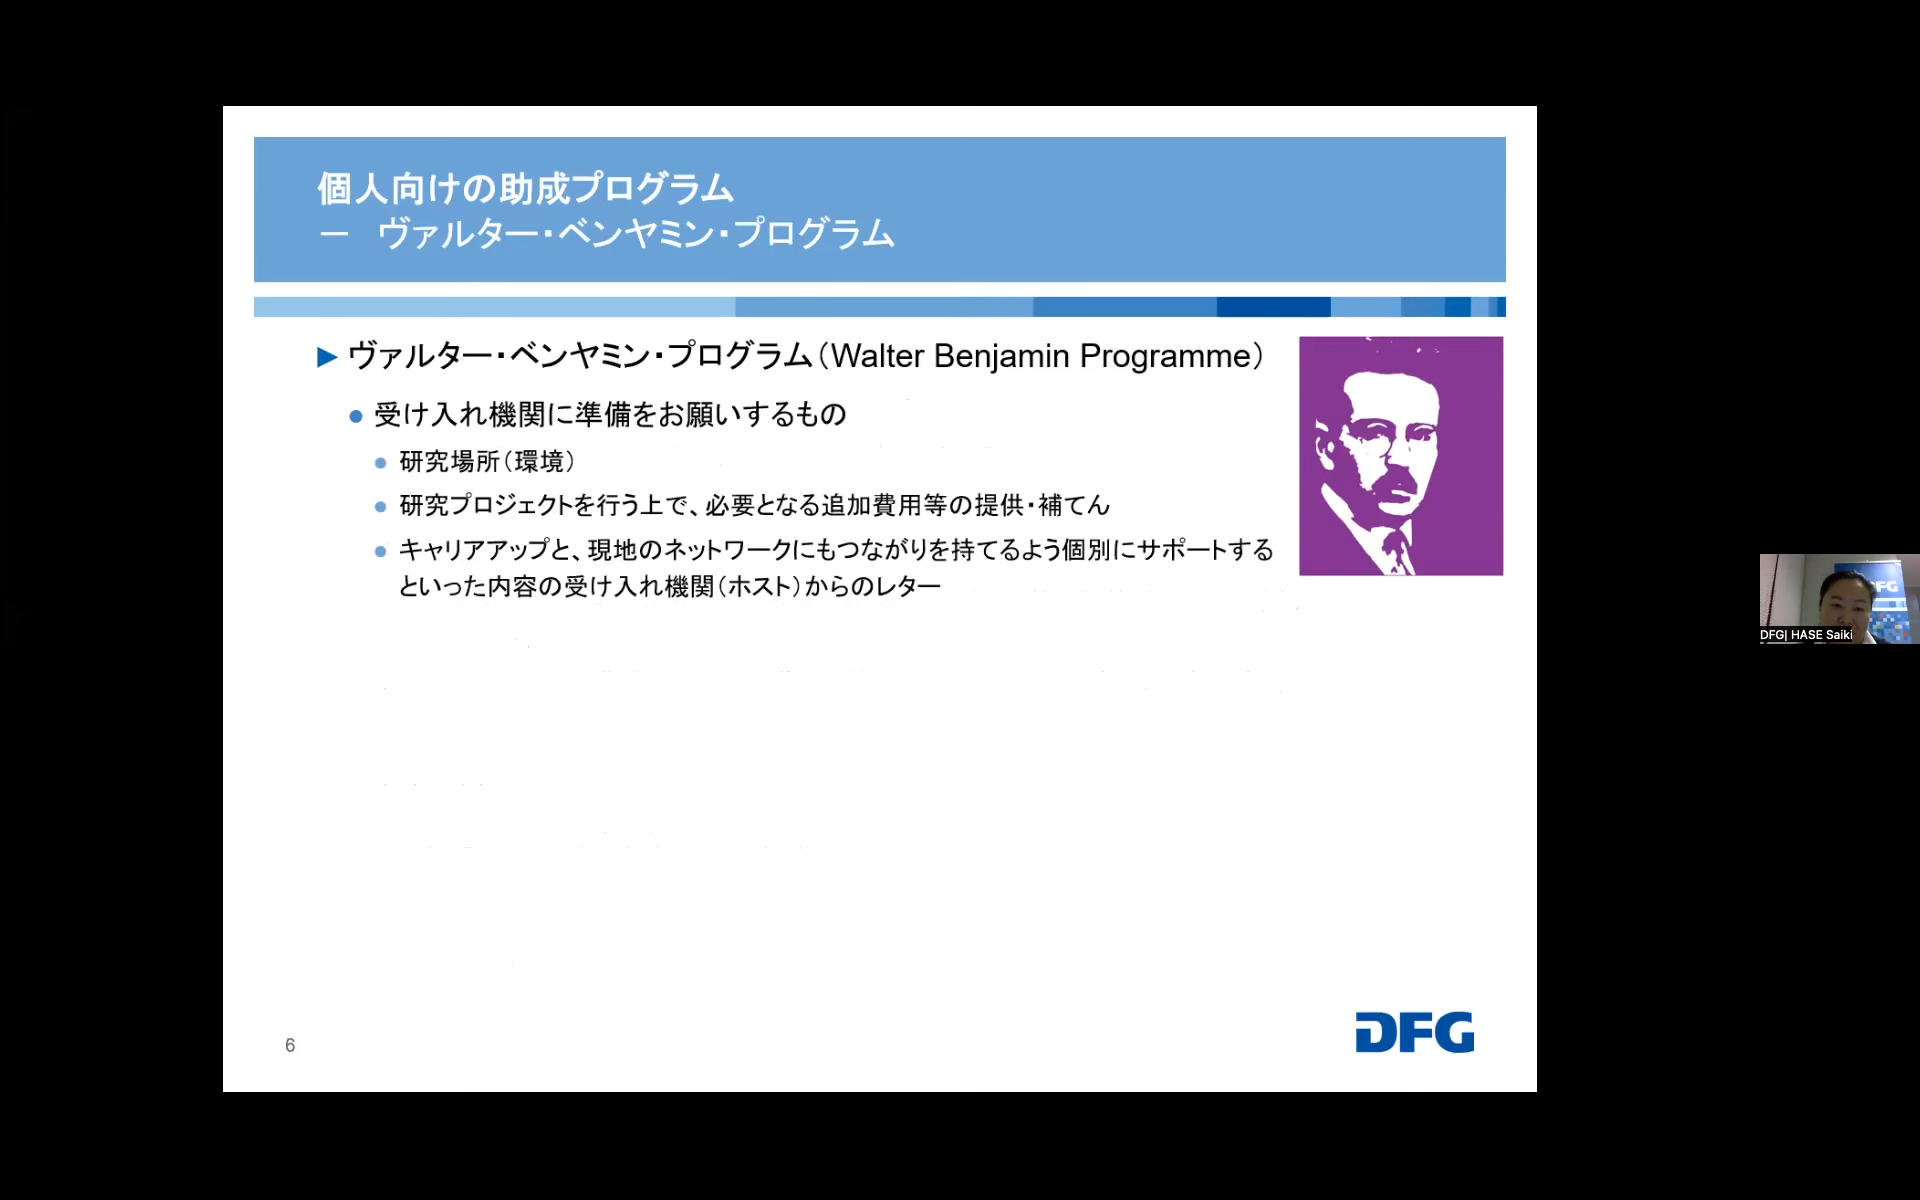 個人向けの助成プログラム
－ ヴァルター・ベンヤミン・プログラム
▶ ヴァルター・ベンヤミン・プログラム（Walter Benjamin Programme）
● 受け入れ機関に準備をお願いするもの
● 研究場所（環境）
● 研究プロジェクトを行う上で、必要となる追加費用等の提供・補てん
● キャリアアップと、現地のネットワークにもつながりを持てるよう個別にサポートする
といった内容の受け入れ機関（ホスト）からのレター
DFG
DFG| HASE Saiki
6
DFG